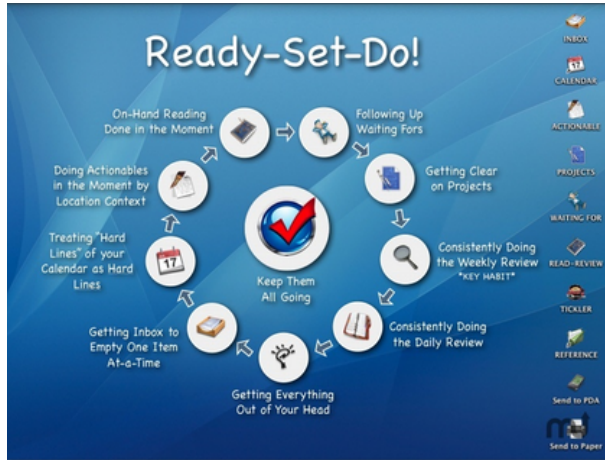 Ready-Set-Do!
On-Hand Reading
Done in the Moment
Following Up
Waiting Fors
Getting Clear
on Projects
Consistently Doing
the Weekly Review
*KEY HABIT*
Consistently Doing
the Daily Review
Getting Everything
Out of Your Head
Getting Inbox to
Empty One Item
At-a-Time
Treating "Hard
Lines" of your
Calendar as Hard
Lines
17
Doing Actionables
in the Moment by
Location Context
Keep Them
All Going
INBOX
17
CALENDAR
ACTIONABLE
PROJECTS
WAITING FOR
READ-REVIEW
TICKLER
REFERENCE
Send to PDA
Send to Paper